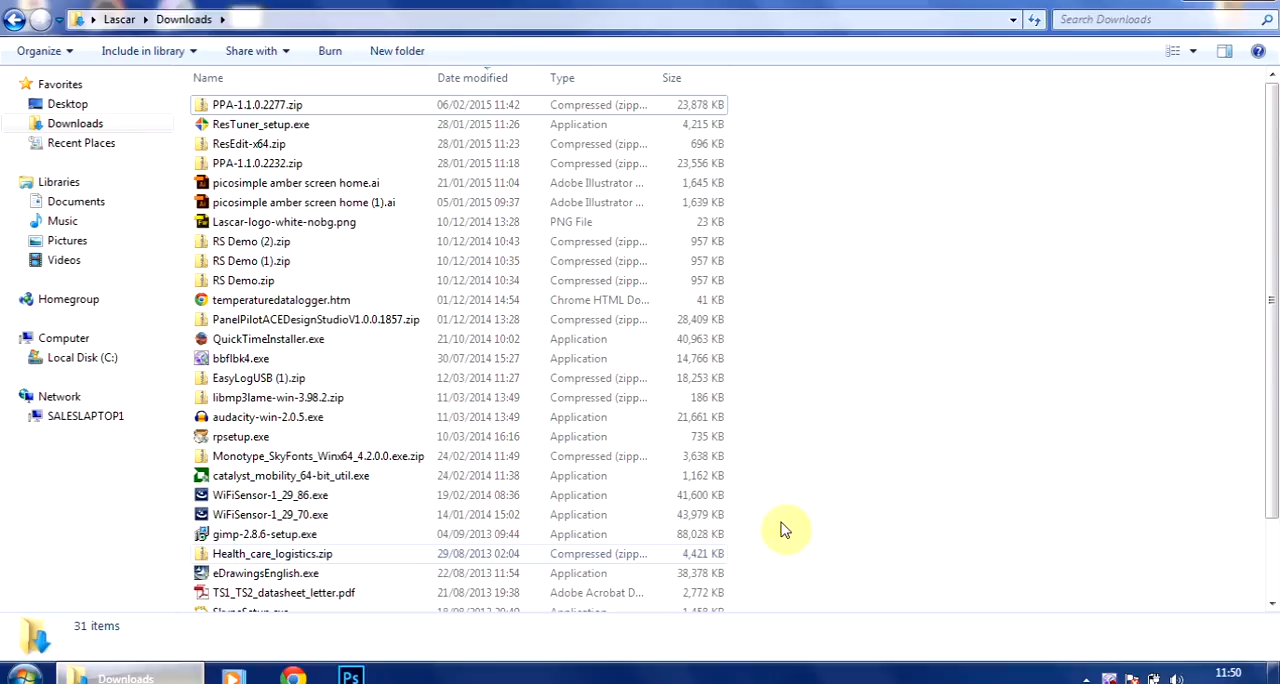 Lascar Downloads Search Downloads
Organize Include in library Share with Burn New folder
Favorites
Desktop
Downloads
Recent Places
Libraries
Documents
Music
Pictures
Videos
Homegroup
Computer
Local Disk (C:)
Network
SALESLAPTOP1
Name Date modified Type Size
PPA-1.1.0.2277.zip 06/02/2015 11:42 Compressed (zipp... 23,878 KB
ResTuner_setup.exe 28/01/2015 11:26 Application 4,215 KB
ResEdit-x64.zip 28/01/2015 11:23 Compressed (zipp... 696 KB
PPA-1.1.0.2232.zip 28/01/2015 11:18 Compressed (zipp... 23,556 KB
picosimple amber screen home.ai 21/01/2015 11:04 Adobe Illustrator ... 1,645 KB
picosimple amber screen home (1).ai 05/01/2015 09:37 Adobe Illustrator ... 1,639 KB
Lascar-logo-white-nobg.png 10/12/2014 13:28 PNG File 23 KB
RS Demo (2).zip 10/12/2014 10:43 Compressed (zipp... 957 KB
RS Demo (1).zip 10/12/2014 10:35 Compressed (zipp... 957 KB
RS Demo.zip 10/12/2014 10:34 Compressed (zipp... 957 KB
temperaturedatalogger.htm 01/12/2014 14:54 Chrome HTML Do... 41 KB
PanelPilotACEDesignStudioV1.0.0.1857.zip 01/12/2014 13:28 Compressed (zipp... 28,409 KB
QuickTimeInstaller.exe 21/10/2014 10:02 Application 40,963 KB
bbflbk4.exe 30/07/2014 15:27 Application 14,766 KB
EasyLogUSB (1).zip 12/03/2014 11:27 Compressed (zipp... 18,253 KB
libmp3lame-win-3.98.2.zip 11/03/2014 13:49 Compressed (zipp... 186 KB
audacity-win-2.0.5.exe 11/03/2014 13:49 Application 21,661 KB
rpsetup.exe 10/03/2014 16:16 Application 735 KB
Monotype_SkyFonts_Winx64_4.2.0.0.exe.zip 24/02/2014 11:49 Compressed (zipp... 3,638 KB
catalyst_mobility_64-bit_util.exe 24/02/2014 11:38 Application 1,162 KB
WiFiSensor-1_29_86.exe 19/02/2014 08:36 Application 41,600 KB
WiFiSensor-1_29_70.exe 14/01/2014 15:02 Application 43,979 KB
gimp-2.8.6-setup.exe 04/09/2013 09:44 Application 88,028 KB
Health_care_logistics.zip 29/08/2013 02:04 Compressed (zipp... 4,421 KB
eDrawingsEnglish.exe 22/08/2013 11:54 Application 38,378 KB
TS1_TS2_datasheet_letter.pdf 21/08/2013 19:38 Adobe Acrobat D... 2,772 KB
31 items
Downloads Ps 11:50